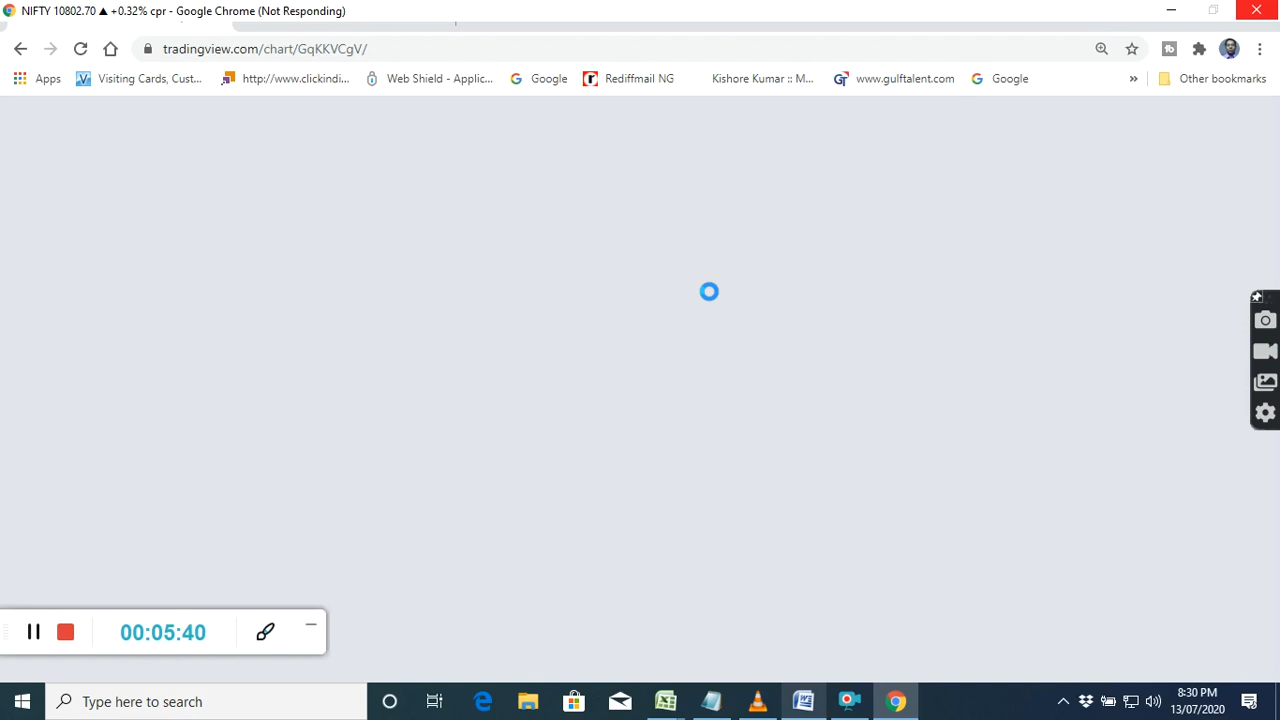 NIFTY 10802.70 ▲ +0.32% cpr - Google Chrome (Not Responding)
tradingview.com/chart/GqKKVCgV/
Apps Visiting Cards, Cust... http://www.clickindi... Web Shield - Applic... Google Rediffmail NG Kishore Kumar :: M... www.gulftalent.com Google » Other bookmarks
00:05:40
Type here to search
8:30 PM
13/07/2020